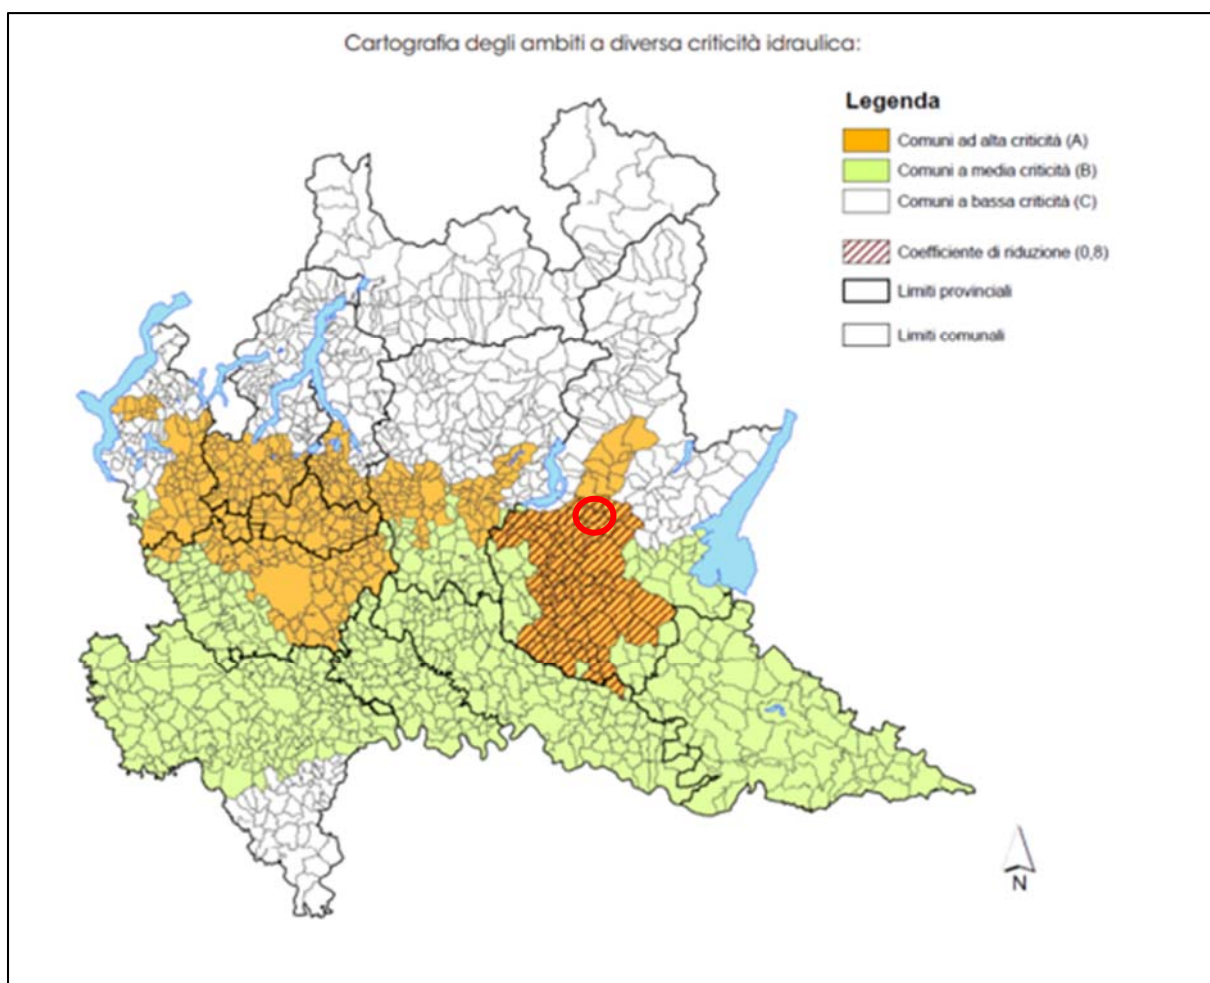 Cartografia degli ambiti a diversa criticità idraulica:
Legenda
Comuni ad alta criticità (A)
Comuni a media criticità (B)
Comuni a bassa criticità (C)
Coefficiente di riduzione (0,8)
Limiti provinciali
Limiti comunali
N